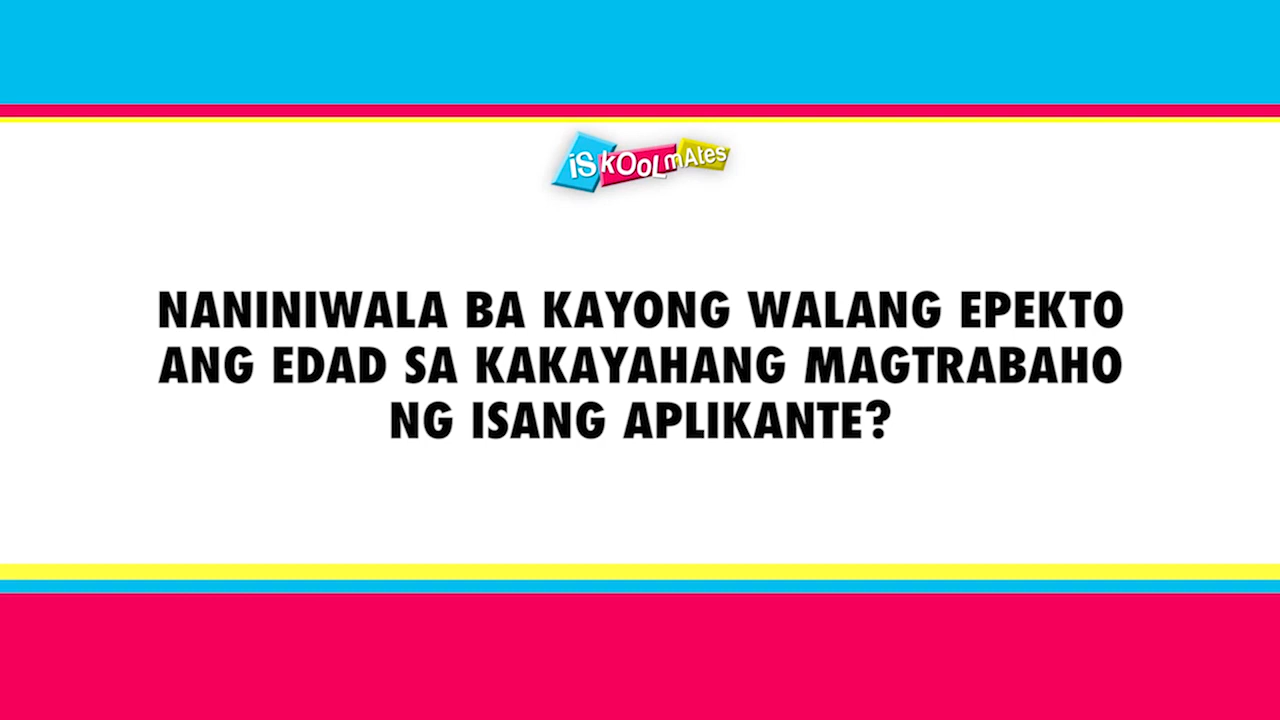 iSkOOLmAtes
NANINIWALA BA KAYONG WALANG EPEKTO
ANG EDAD SA KAKAYAHANG MAGTRABAHO
NG ISANG APLIKANTE?